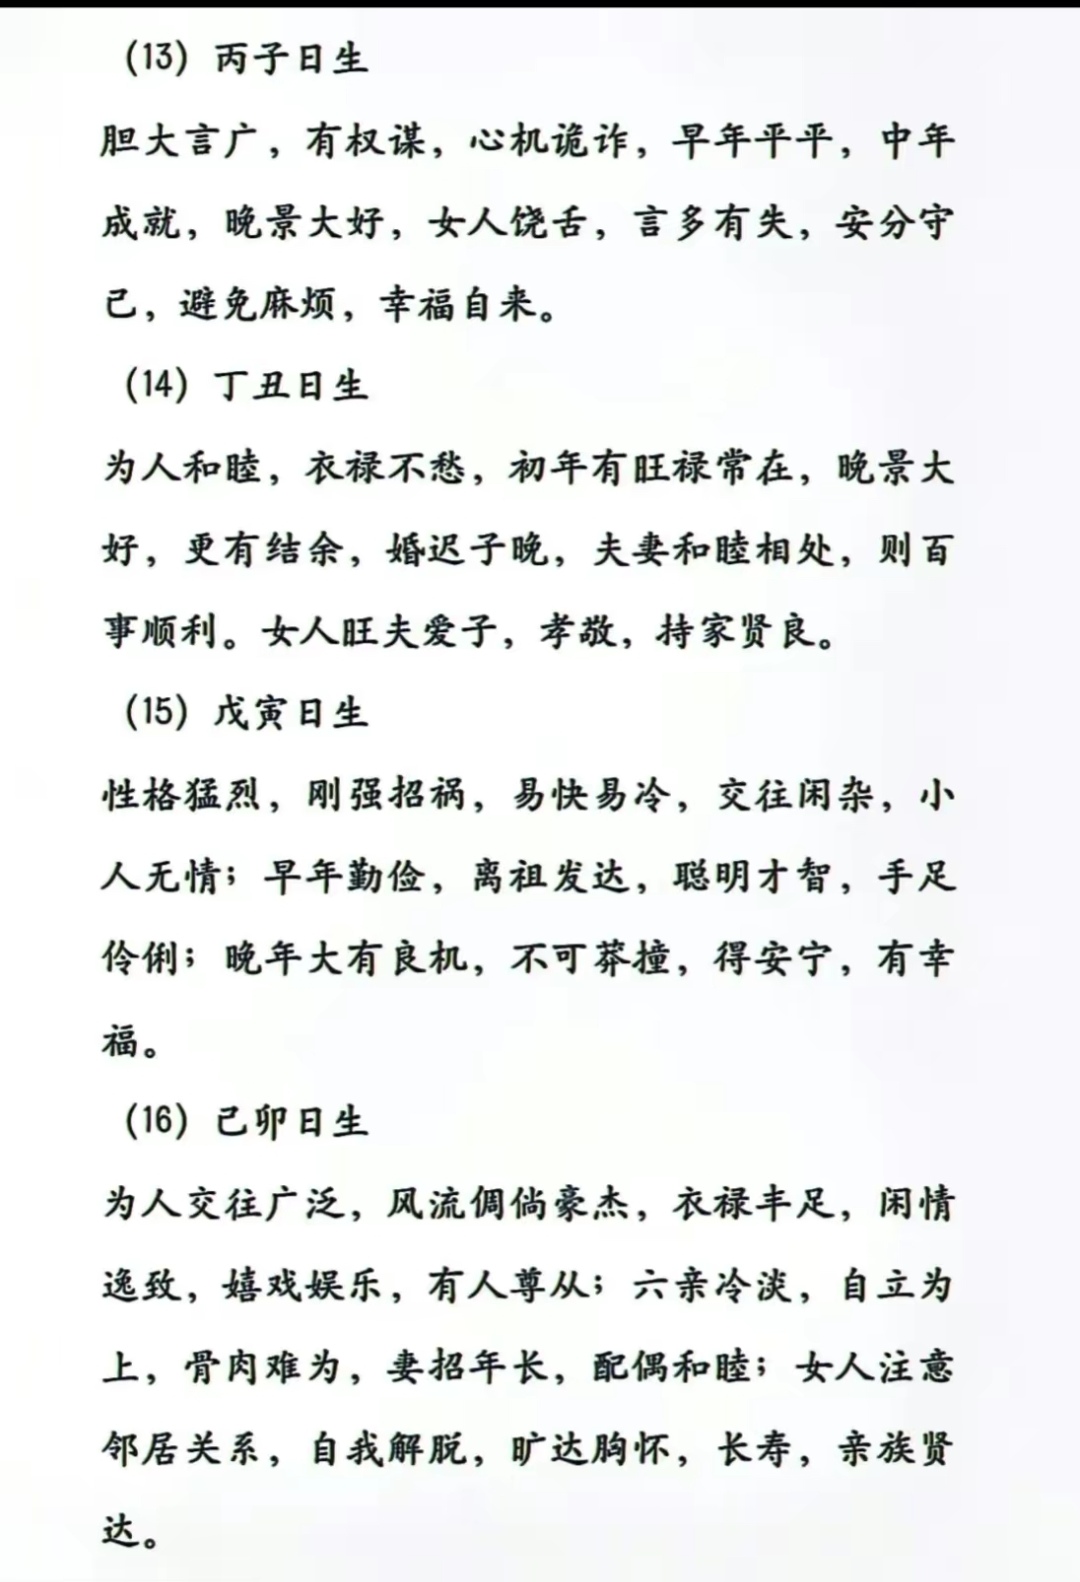 （13）丙子日生
胆大言广，有权谋，心机诡诈，早年平平，中年
成就，晚景大好，女人饶舌，言多有失，安分守
己，避免麻烦，幸福自来。
（14）丁丑日生
为人和睦，衣禄不愁，初年有旺禄常在，晚景大
好，更有结余，婚迟子晚，夫妻和睦相处，则百
事顺利。女人旺夫爱子，孝敬，持家贤良。
（15）戊寅日生
性格猛烈，刚强招祸，易快易冷，交往闲杂，小
人无情；早年勤俭，离祖发达，聪明才智，手足
伶俐；晚年大有良机，不可莽撞，得安宁，有幸
福。
（16）己卯日生
为人交往广泛，风流倜倘豪杰，衣禄丰足，闲情
逸致，嬉戏娱乐，有人尊从；六亲冷淡，自立为
上，骨肉难为，妻招年长，配偶和睦；女人注意
邻居关系，自我解脱，旷达胸怀，长寿，亲族贤
达。